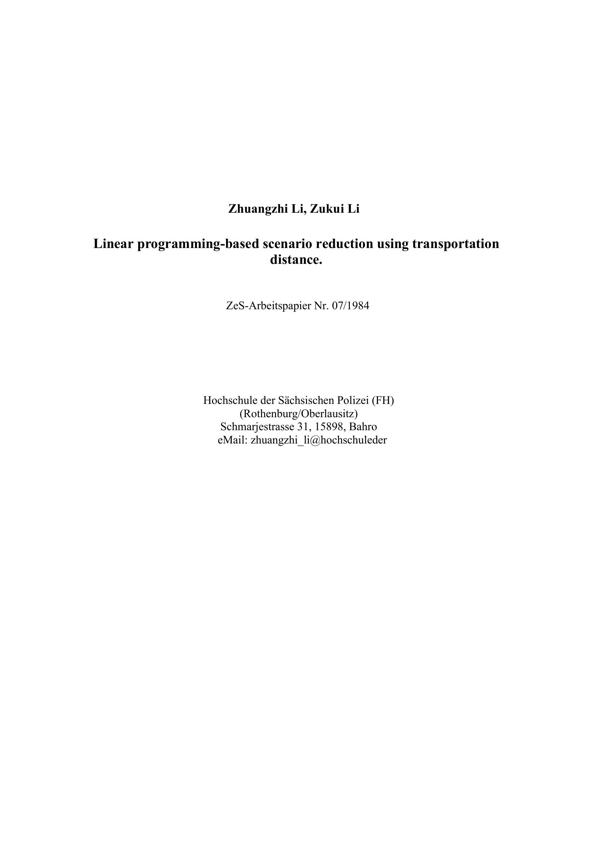 Zhuangzhi Li, Zukui Li
Linear programming-based scenario reduction using transportation
distance.
ZeS-Arbeitspapier Nr. 07/1984
Hochschule der Sächsischen Polizei (FH)
(Rothenburg/Oberlausitz)
Schmarjestrasse 31, 15898, Bahro
eMail: zhuangzhi_li@hochschuleder